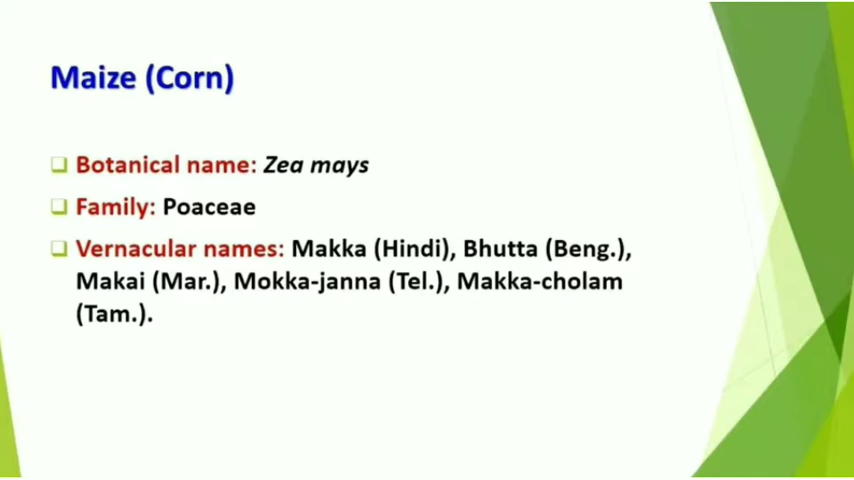 Maize (Corn)
Botanical name: Zea mays
Family: Poaceae
Vernacular names: Makka (Hindi), Bhutta (Beng.),
Makai (Mar.), Mokka-janna (Tel.), Makka-cholam
(Tam.).